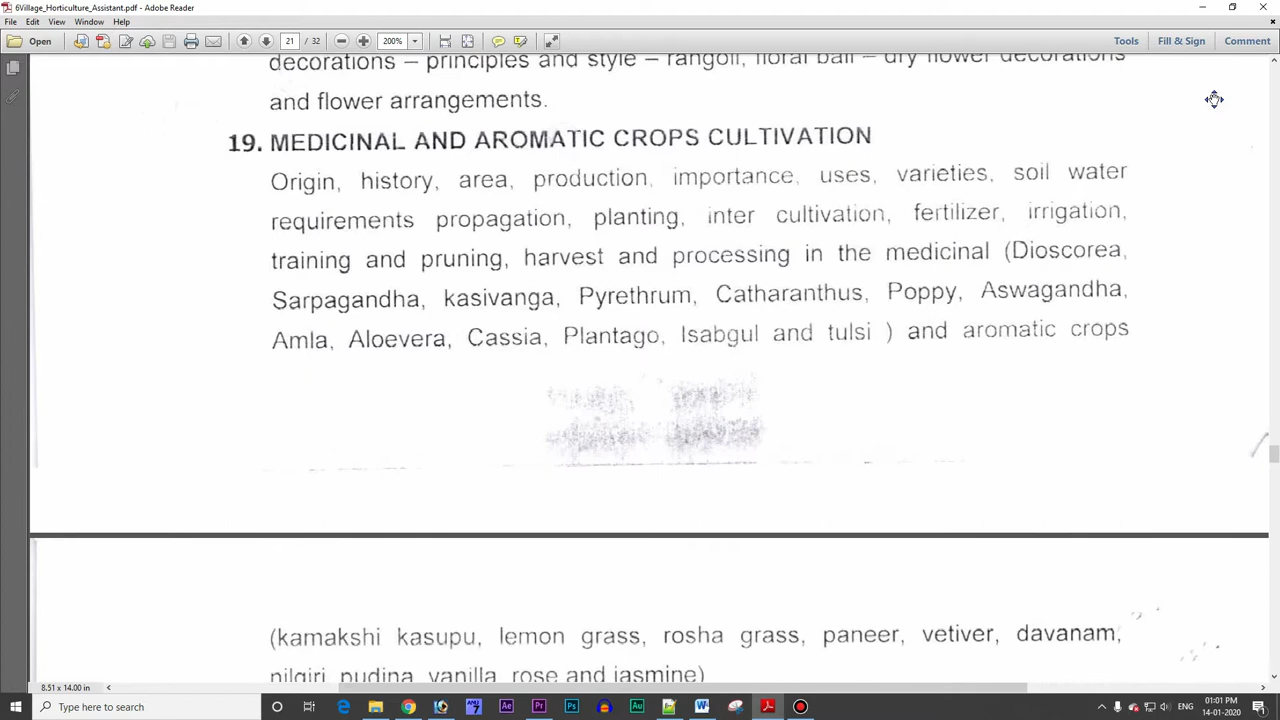 6Village_Horticulture_Assistant.pdf - Adobe Reader
File Edit View Window Help
Open 21 / 32 200% Tools Fill & Sign Comment
decorations – principles and style – rangoli, floral ball – dry flower decorations
and flower arrangements.
19. MEDICINAL AND AROMATIC CROPS CULTIVATION
Origin, history, area, production, importance, uses, varieties, soil water
requirements propagation, planting, inter cultivation, fertilizer, irrigation,
training and pruning, harvest and processing in the medicinal (Dioscorea,
Sarpagandha, kasivanga, Pyrethrum, Catharanthus, Poppy, Aswagandha,
Amla, Aloevera, Cassia, Plantago, Isabgul and tulsi ) and aromatic crops
(kamakshi kasupu, lemon grass, rosha grass, paneer, vetiver, davanam,
nilgiri, pudina, vanilla, rose and jasmine)
8.51 x 14.00 in
Type here to search
01:01 PM
14-01-2020